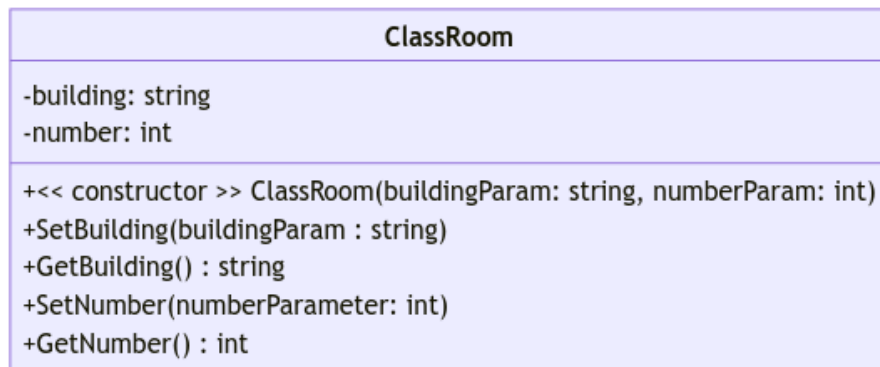 ClassRoom
-building: string
-number: int
+<< constructor >> ClassRoom(buildingParam: string, numberParam: int)
+SetBuilding(buildingParam : string)
+GetBuilding() : string
+SetNumber(numberParameter: int)
+GetNumber() : int